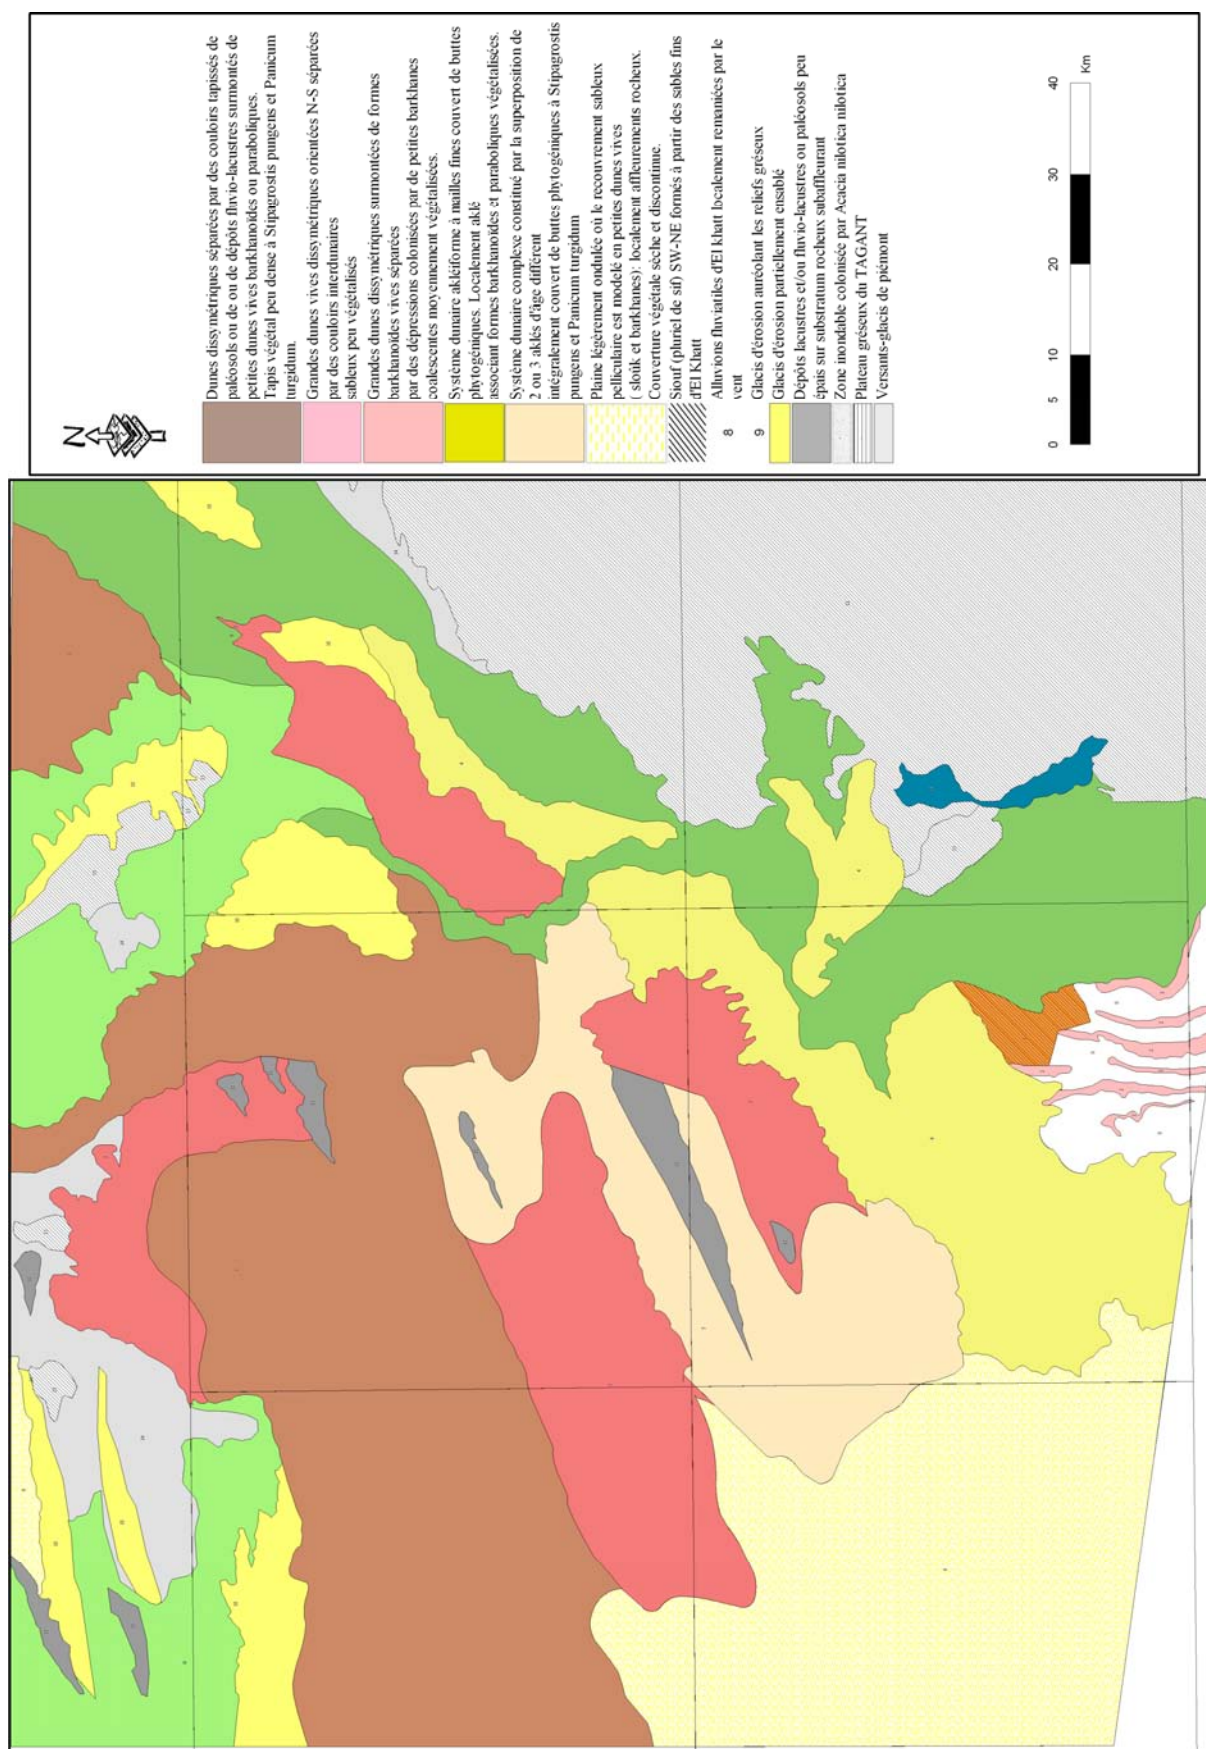 N
Dunes dissymétriques séparées par des couloirs tapissés de
paléosols ou de ou de dépôts fluvio-lacustres surmontés de
petites dunes vives barkhanoïdes ou paraboliques.
Tapis végétal peu dense à Stipagrostis pungens et Panicum
turgidum.
Grandes dunes vives dissymétriques orientées N-S séparées
par des couloirs interdunaires
sableux peu végétalisés
Grandes dunes dissymétriques surmontées de formes
barkhanoïdes vives séparées
par des dépressions colonisées par de petites barkhanes
coalescentes moyennement végétalisées.
Système dunaire akléiforme à mailles fines couvert de buttes
phytogéniques. Localement aklé
associant formes barkhanoïdes et paraboliques végétalisées.
Système dunaire complexe constitué par la superposition de
2 ou 3 aklés d'âge différent
intégralement couvert de buttes phytogéniques à Stipagrostis
pungens et Panicum turgidum
Plaine légèrement ondulée où le recouvrement sableux
pelliculaire est modelé en petites dunes vives
( slouk et barkhanes): localement affleurements rocheux.
Couverture végétale sèche et discontinue.
Siouf (pluriel de sif) SW-NE formés à partir des sables fins
d'El Khatt
8 Alluvions fluviatiles d'El khatt localement remaniées par le
vent
9 Glacis d'érosion auréolant les reliefs gréseux
Glacis d'érosion partiellement ensablé
Dépôts lacustres et/ou fluvio-lacustres ou paléosols peu
épais sur substratum rocheux subaffleurant
Zone inondable colonisée par Acacia nilotica
Plateau gréseux du TAGANT
Versants-glacis de piémont
0 5 10 20 30 40
Km